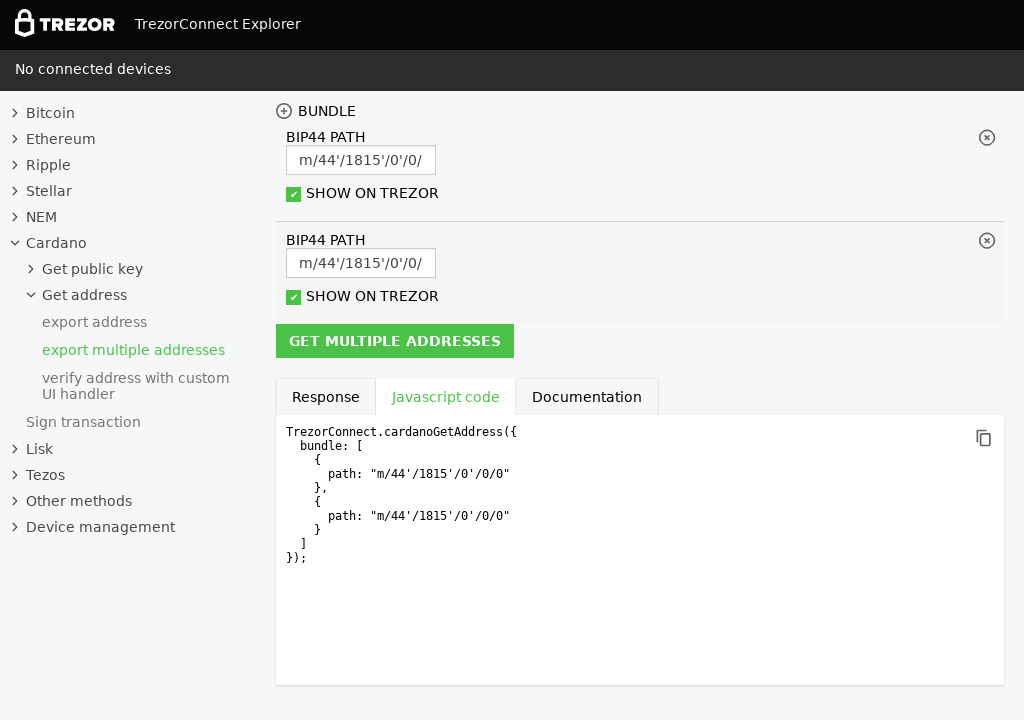 TREZOR TrezorConnect Explorer
No connected devices
Bitcoin
Ethereum
Ripple
Stellar
NEM
Cardano
Get public key
Get address
export address
export multiple addresses
verify address with custom
UI handler
Sign transaction
Lisk
Tezos
Other methods
Device management
BUNDLE
BIP44 PATH
m/44'/1815'/0'/0/
SHOW ON TREZOR
BIP44 PATH
m/44'/1815'/0'/0/
SHOW ON TREZOR
GET MULTIPLE ADDRESSES
Response Javascript code Documentation
TrezorConnect.cardanoGetAddress({
  bundle: [
    {
      path: "m/44'/1815'/0'/0/0"
    },
    {
      path: "m/44'/1815'/0'/0/0"
    }
  ]
});